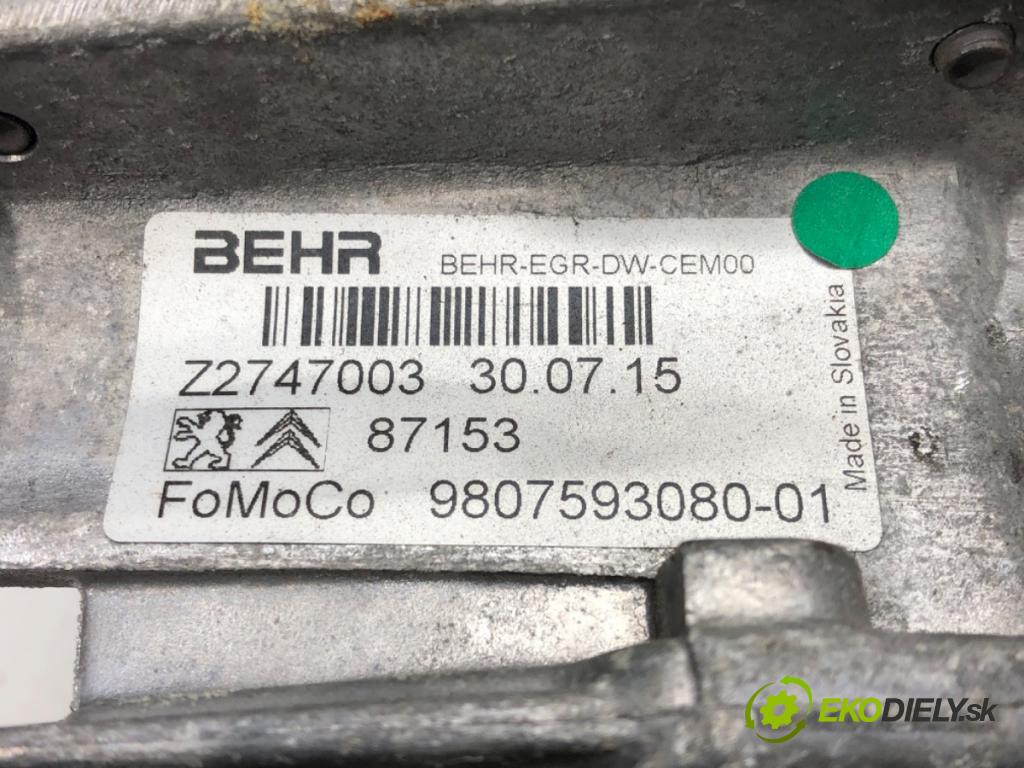 BEHR BEHR-EGR-DW-CEM00
Z2747003 30.07.15
87153
FoMoCo 9807593080-01
Made in Slovakia
EKODIELY.sk